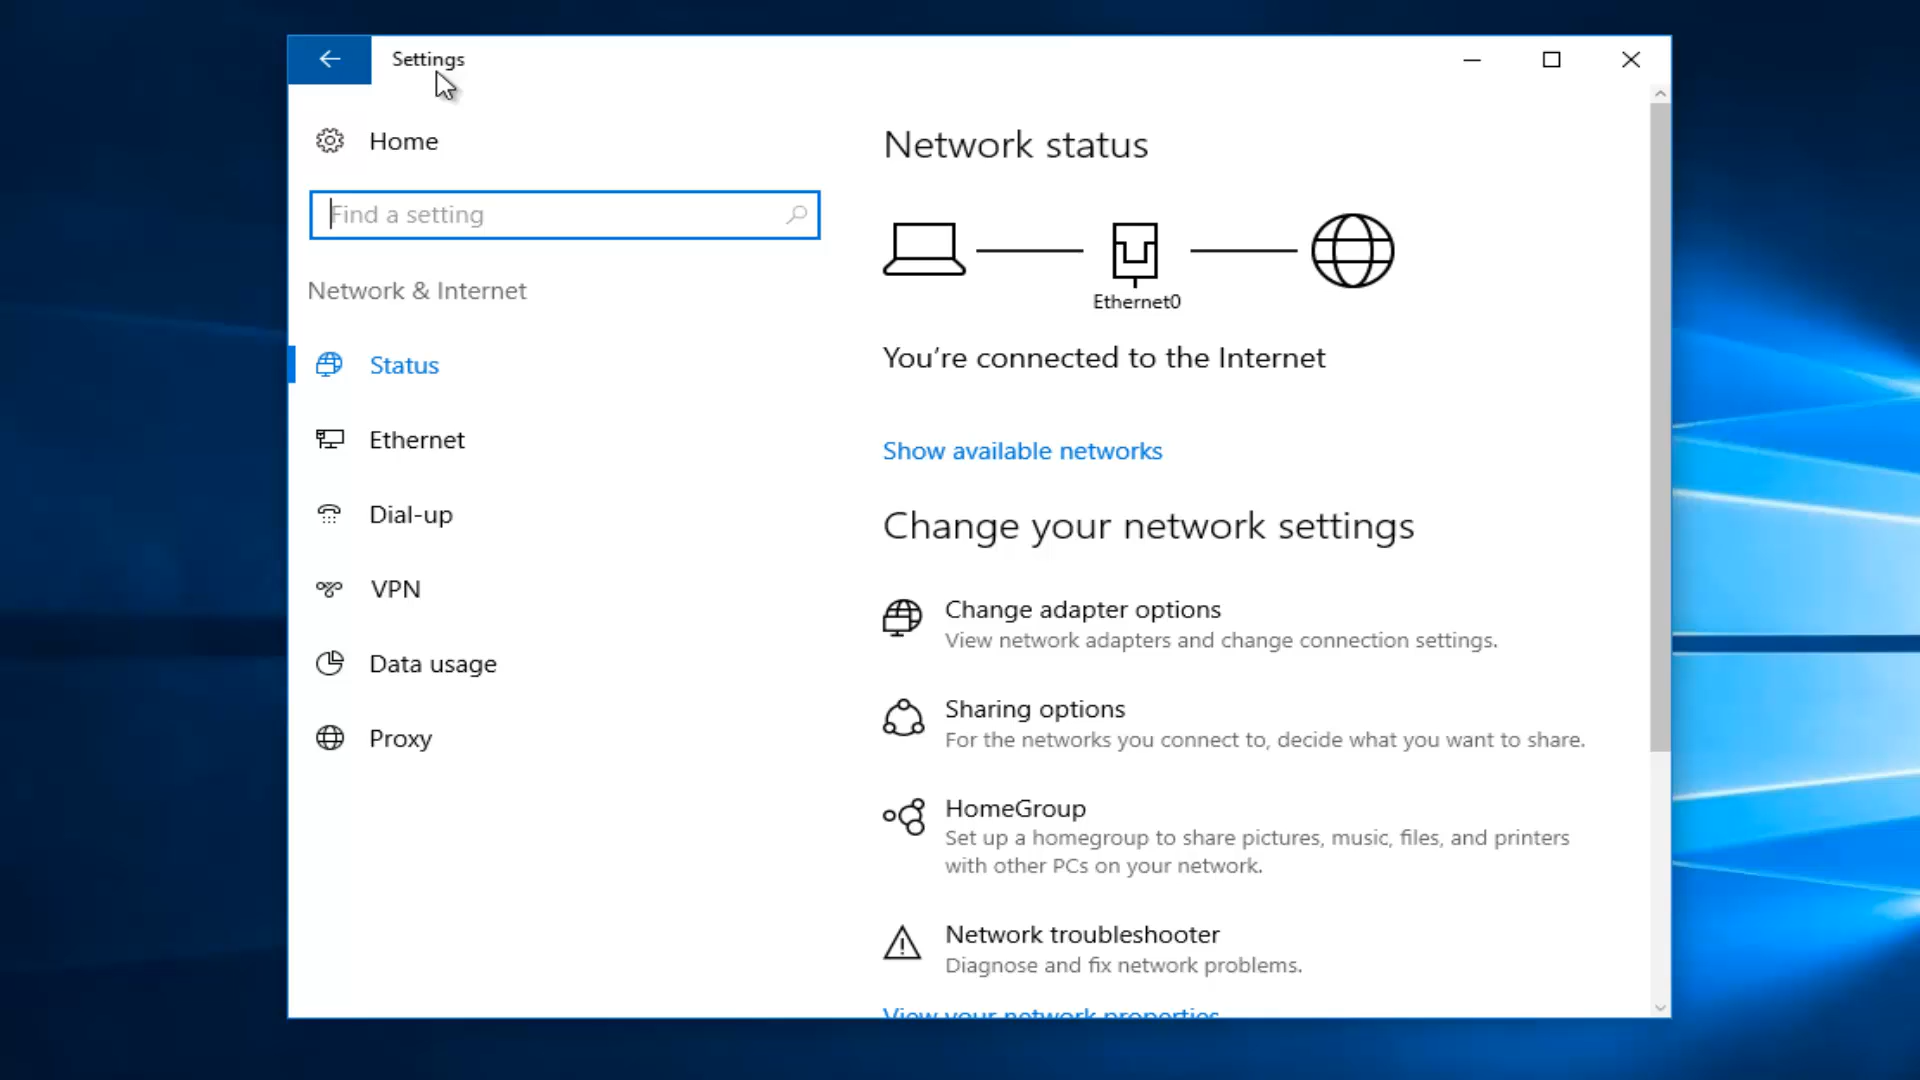 Settings
Home
Find a setting
Network & Internet
Status
Ethernet
Dial-up
VPN
Data usage
Proxy
Network status
Ethernet0
You’re connected to the Internet
Show available networks
Change your network settings
Change adapter options
View network adapters and change connection settings.
Sharing options
For the networks you connect to, decide what you want to share.
HomeGroup
Set up a homegroup to share pictures, music, files, and printers
with other PCs on your network.
Network troubleshooter
Diagnose and fix network problems.
View your network properties